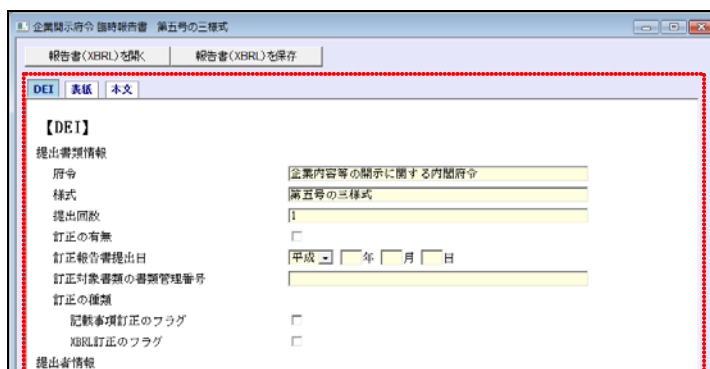 企業開示府令 臨時報告書　第五号の三様式
報告書(XBRL)を開く　報告書(XBRL)を保存
DEI　表紙　本文
【DEI】
提出書類情報
府令　企業内容等の開示に関する内閣府令
様式　第五号の三様式
提出回数　1
訂正の有無
訂正報告書提出日　平成　年　月　日
訂正対象書類の書類管理番号
訂正の種類
記載事項訂正のフラグ
XBRL訂正のフラグ
提出者情報